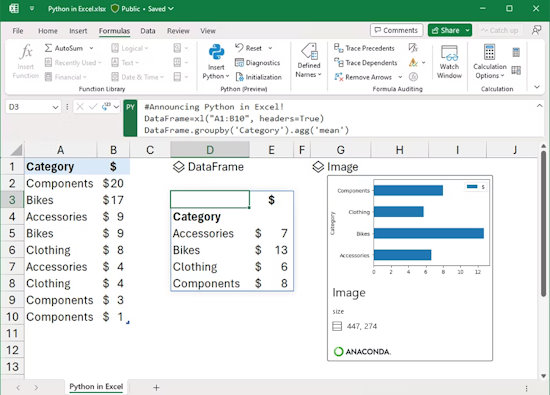 Python in Excel.xlsx Public • Saved
File Home Insert Formulas Data Review View
Comments Share Catch up
Insert Function
AutoSum
Recently Used
Financial
Logical
Text
Date & Time
Function Library
Insert Python
Reset
Diagnostics
Initialization
Python (Preview)
Defined Names
Trace Precedents
Trace Dependents
Remove Arrows
Formula Auditing
Watch Window
Calculation Options
Calculation
D3
PY
#Announcing Python in Excel!
DataFrame=xl("A1:B10", headers=True)
DataFrame.groupby('Category').agg('mean')
A B C D E F G H I J
1 Category $ DataFrame Image
2 Components $20
3 Bikes $17 $
4 Accessories $ 9 Category
5 Bikes $ 9 Accessories $ 7
6 Clothing $ 8 Bikes $ 13
7 Accessories $ 4 Clothing $ 6
8 Clothing $ 4 Components $ 8
9 Components $ 3
10 Components $ 1
11
12
13
$
Category
Components
Clothing
Bikes
Accessories
0 2 4 6 8 10 12
Image
size
447, 274
ANACONDA.
Python in Excel